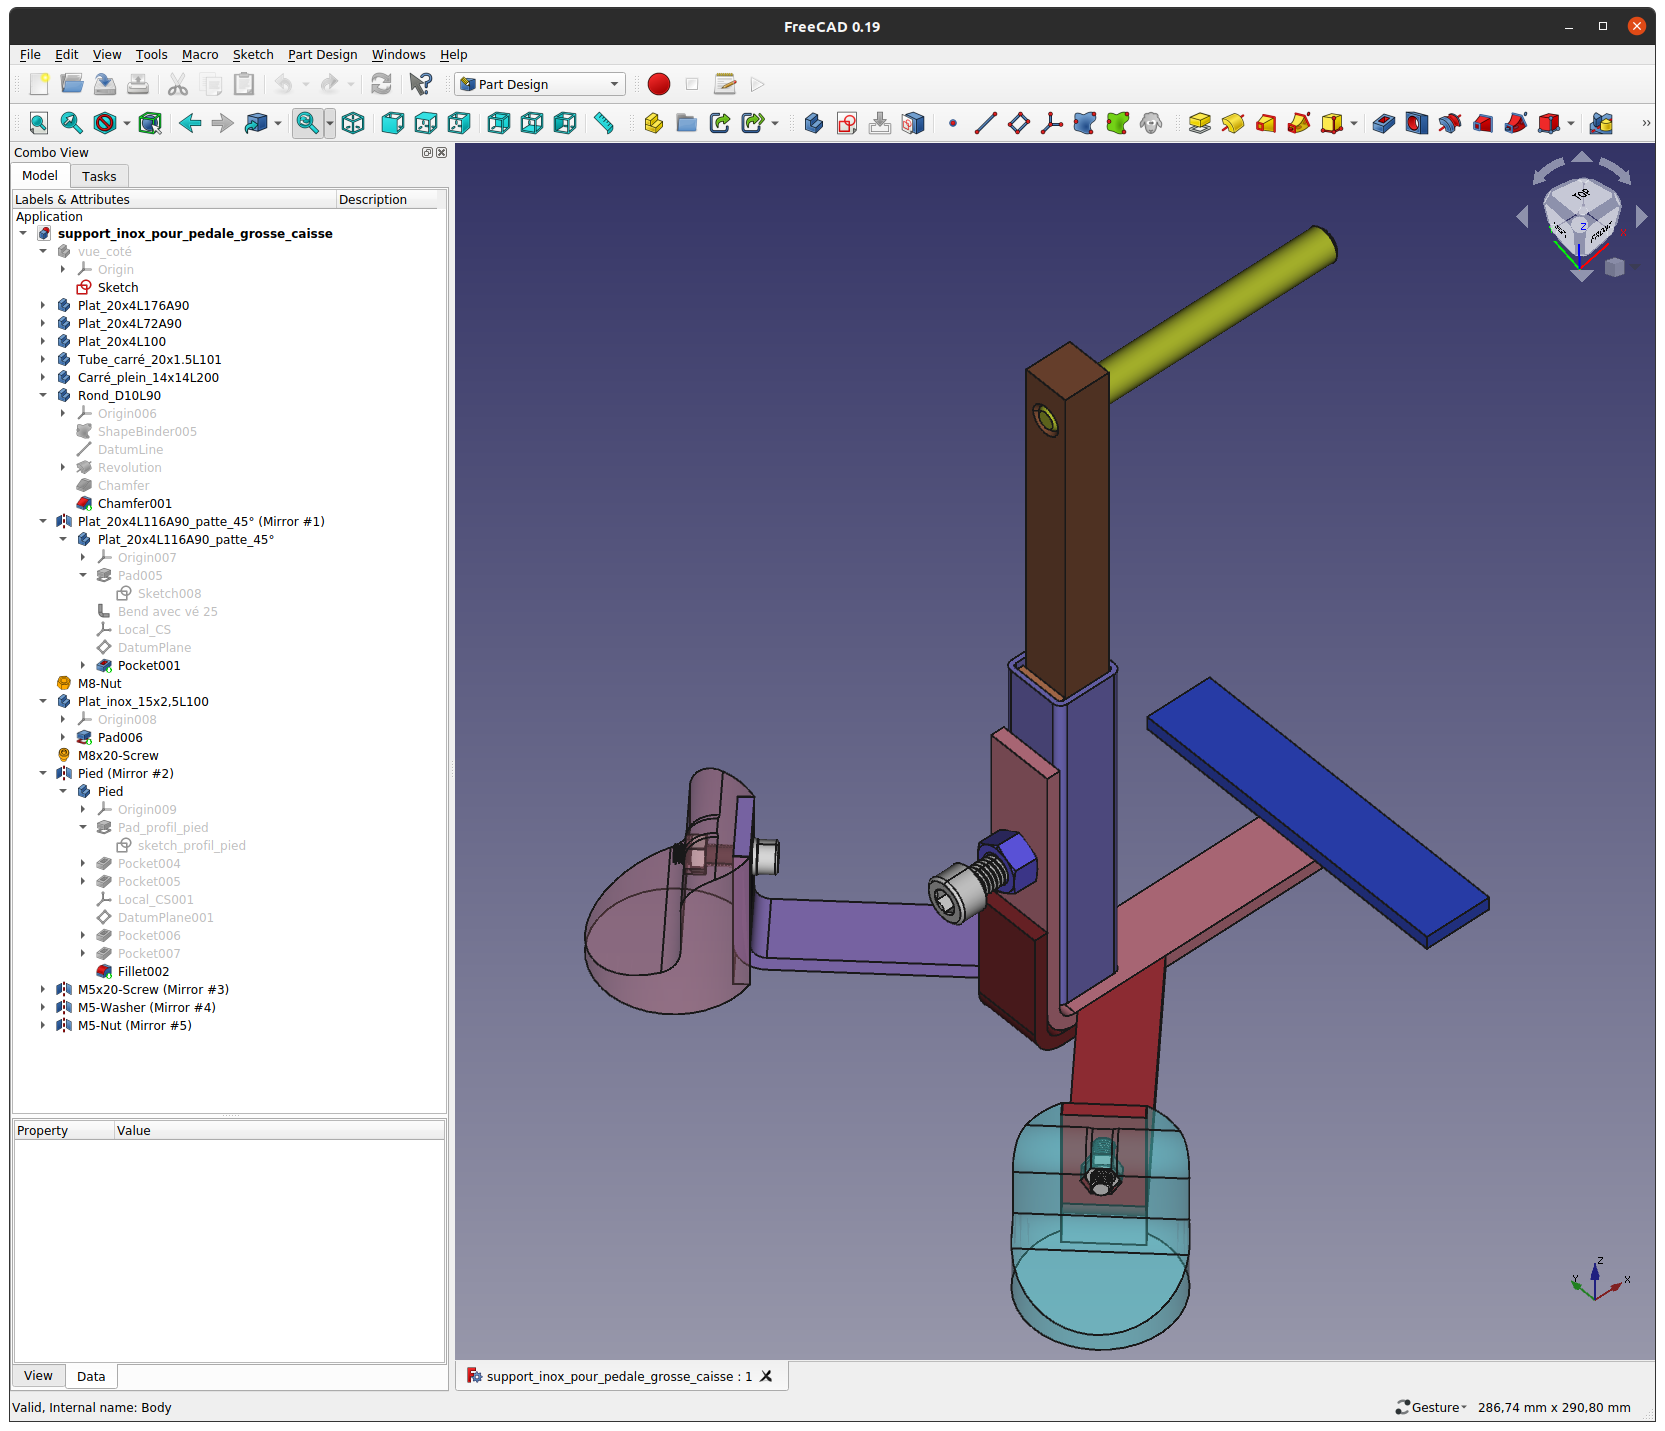 FreeCAD 0.19
File Edit View Tools Macro Sketch Part Design Windows Help
Part Design
Combo View
Model Tasks
Labels & Attributes Description
Application
support_inox_pour_pedale_grosse_caisse
vue_coté
Origin
Sketch
Plat_20x4L176A90
Plat_20x4L72A90
Plat_20x4L100
Tube_carré_20x1.5L101
Carré_plein_14x14L200
Rond_D10L90
Origin006
ShapeBinder005
DatumLine
Revolution
Chamfer
Chamfer001
Plat_20x4L116A90_patte_45° (Mirror #1)
Plat_20x4L116A90_patte_45°
Origin007
Pad005
Sketch008
Bend avec vé 25
Local_CS
DatumPlane
Pocket001
M8-Nut
Plat_inox_15x2,5L100
Origin008
Pad006
M8x20-Screw
Pied (Mirror #2)
Pied
Origin009
Pad_profil_pied
sketch_profil_pied
Pocket004
Pocket005
Local_CS001
DatumPlane001
Pocket006
Pocket007
Fillet002
M5x20-Screw (Mirror #3)
M5-Washer (Mirror #4)
M5-Nut (Mirror #5)
TOP
FRONT
Z
Z
Y
X
Property Value
View Data
support_inox_pour_pedale_grosse_caisse : 1
Valid, Internal name: Body
Gesture 286,74 mm x 290,80 mm